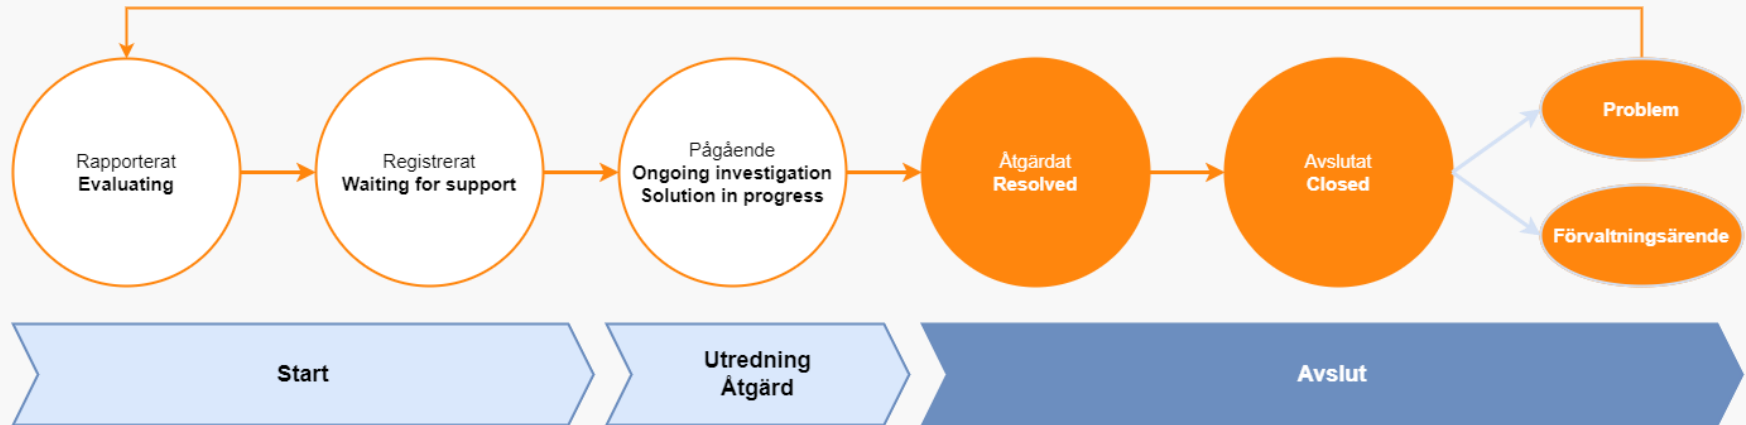 Rapporterat
Evaluating
Registrerat
Waiting for support
Pågående
Ongoing investigation
Solution in progress
Åtgärdat
Resolved
Avslutat
Closed
Problem
Förvaltningsärende
Start
Utredning
Åtgärd
Avslut